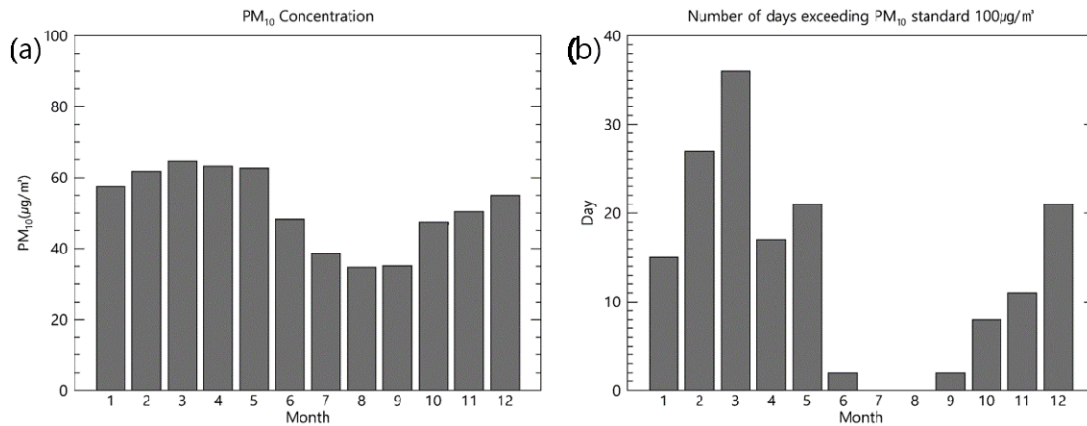 PM₁₀ Concentration
(a)
100
80
60
40
20
0
PM₁₀(µg/㎥)
1 2 3 4 5 6 7 8 9 10 11 12
Month
Number of days exceeding PM₁₀ standard 100µg/㎥
(b)
40
30
20
10
0
Day
1 2 3 4 5 6 7 8 9 10 11 12
Month